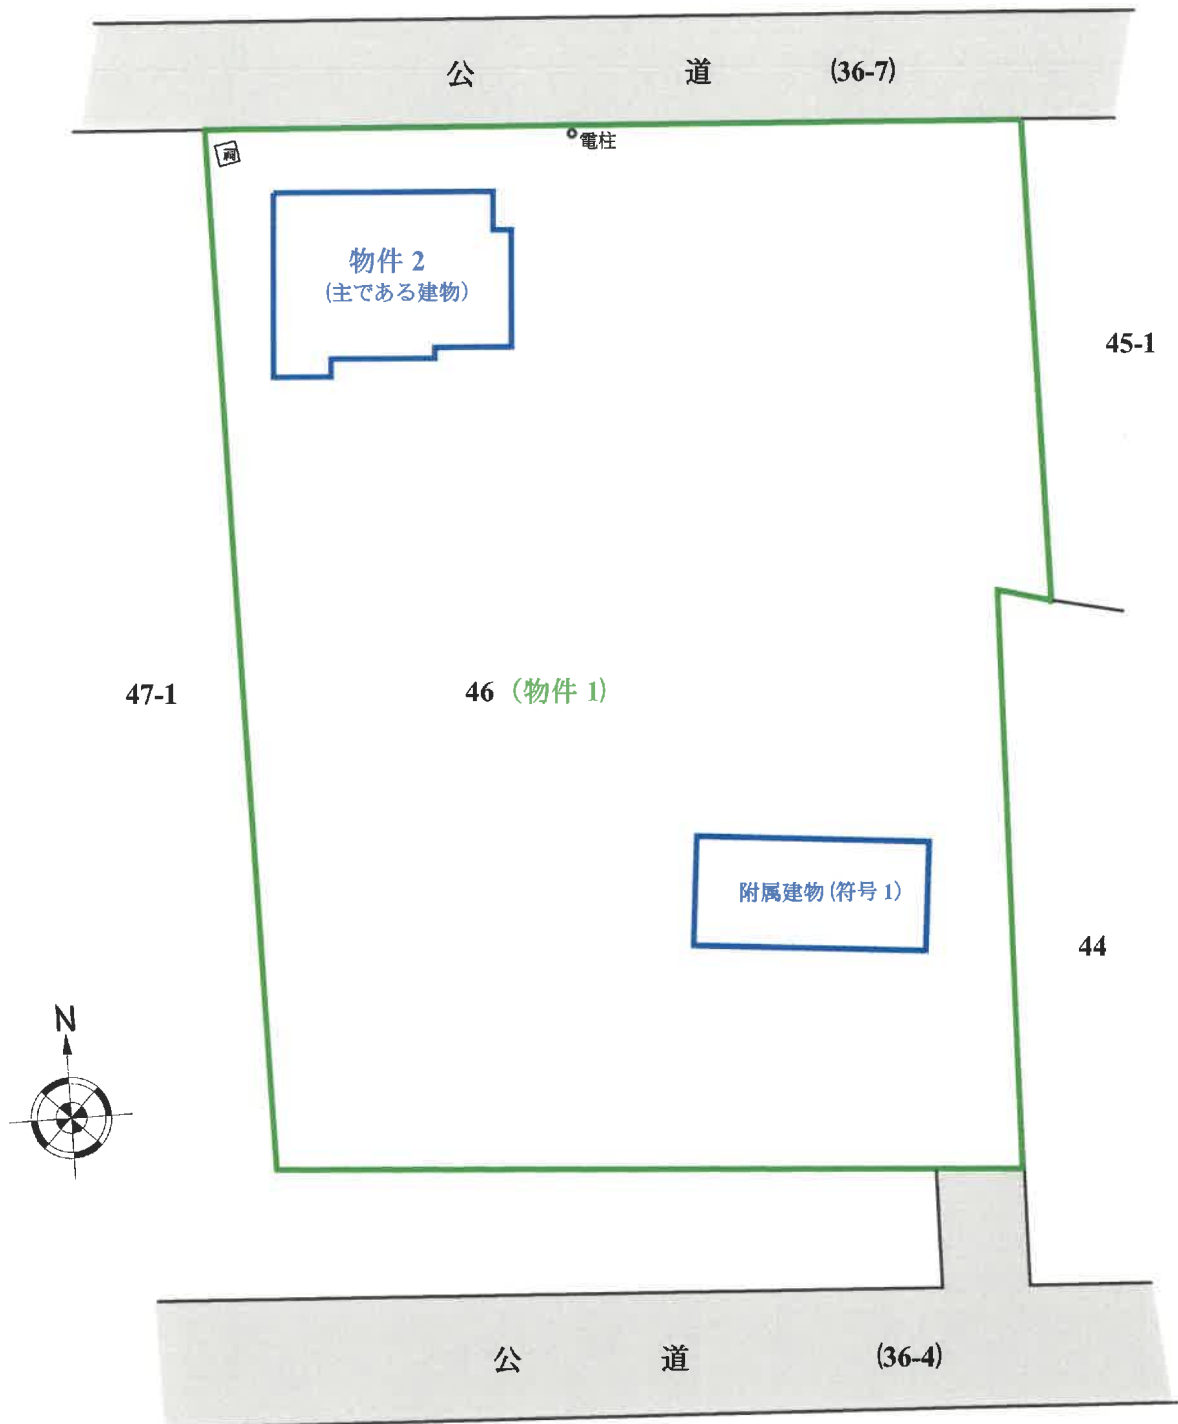 公 道 (36-7)
電柱
祠
物件 2
(主である建物)
45-1
47-1
46 (物件 1)
附属建物 (符号 1)
44
N
公 道 (36-4)